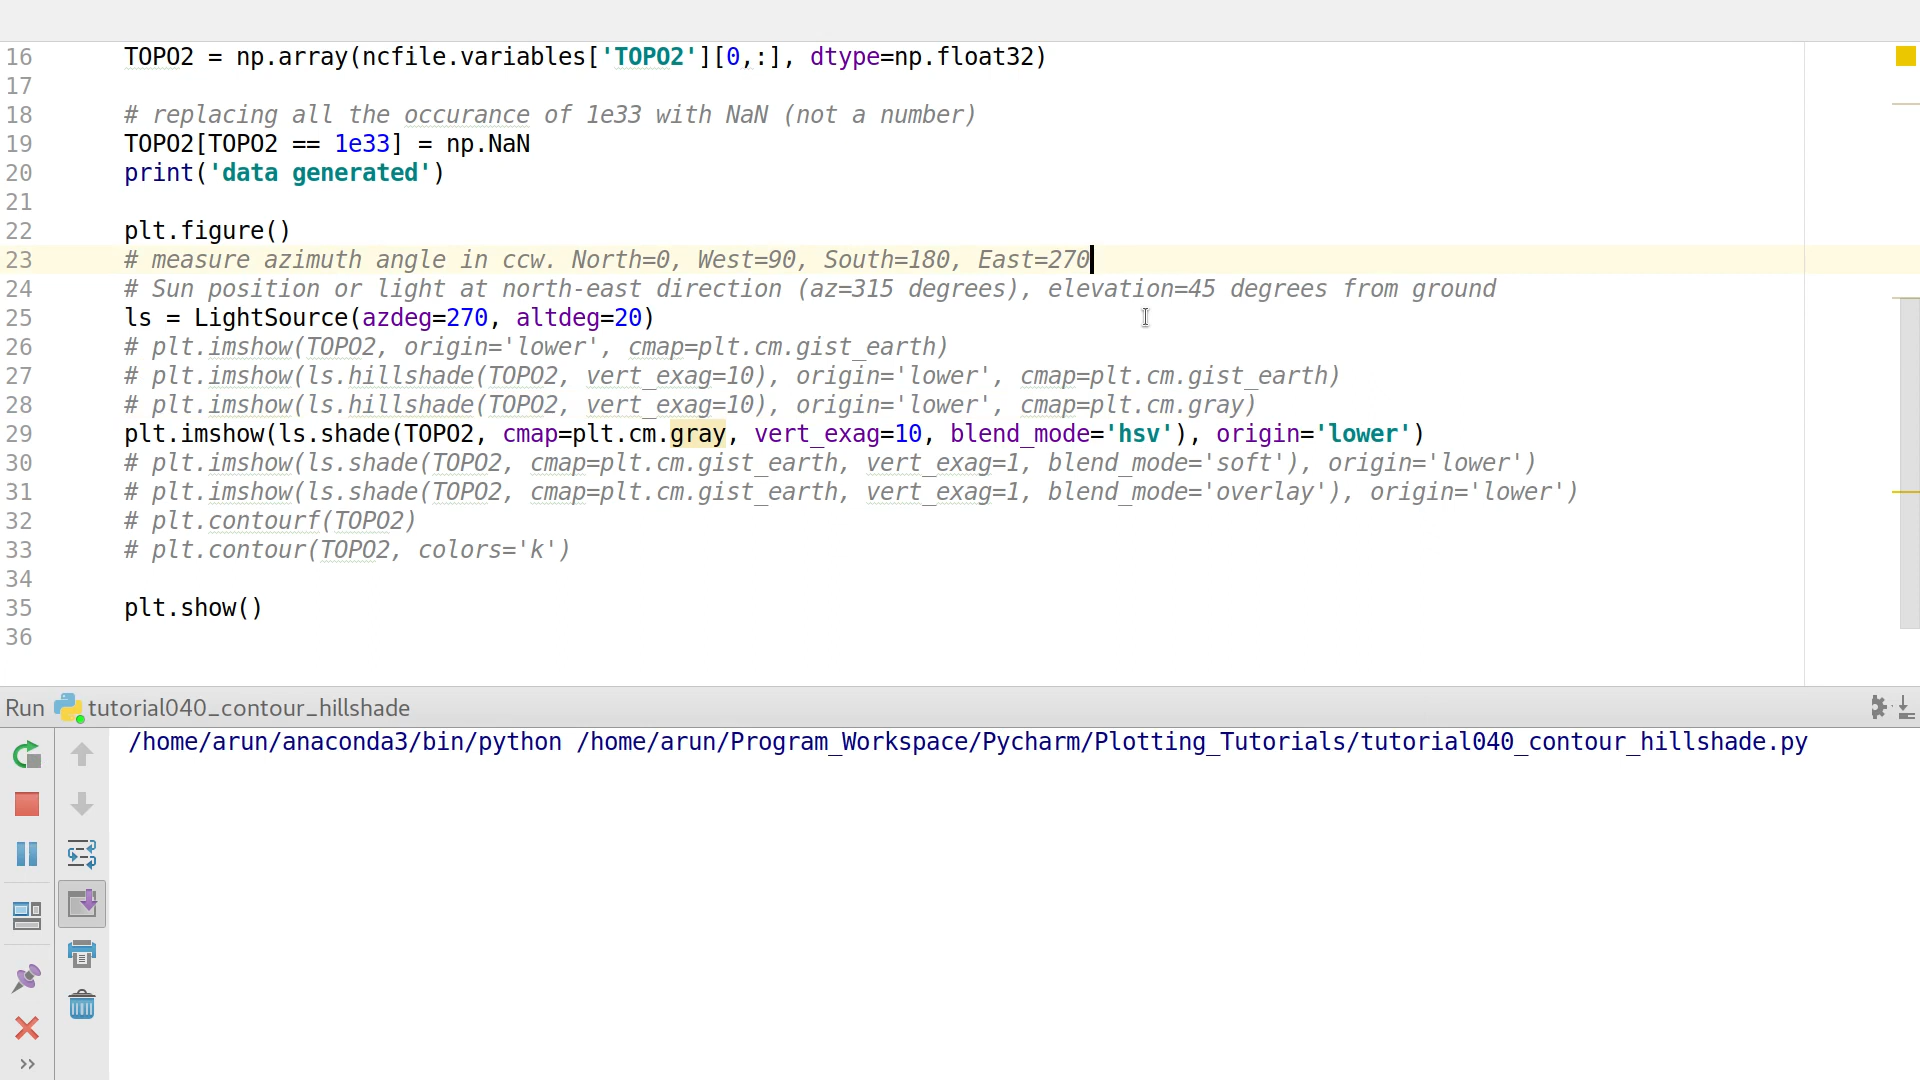 16 TOPO2 = np.array(ncfile.variables['TOPO2'][0,:], dtype=np.float32)
17
18 # replacing all the occurance of 1e33 with NaN (not a number)
19 TOPO2[TOPO2 == 1e33] = np.NaN
20 print('data generated')
21
22 plt.figure()
23 # measure azimuth angle in ccw. North=0, West=90, South=180, East=270
24 # Sun position or light at north-east direction (az=315 degrees), elevation=45 degrees from ground
25 ls = LightSource(azdeg=270, altdeg=20)
26 # plt.imshow(TOPO2, origin='lower', cmap=plt.cm.gist_earth)
27 # plt.imshow(ls.hillshade(TOPO2, vert_exag=10), origin='lower', cmap=plt.cm.gist_earth)
28 # plt.imshow(ls.hillshade(TOPO2, vert_exag=10), origin='lower', cmap=plt.cm.gray)
29 plt.imshow(ls.shade(TOPO2, cmap=plt.cm.gray, vert_exag=10, blend_mode='hsv'), origin='lower')
30 # plt.imshow(ls.shade(TOPO2, cmap=plt.cm.gist_earth, vert_exag=1, blend_mode='soft'), origin='lower')
31 # plt.imshow(ls.shade(TOPO2, cmap=plt.cm.gist_earth, vert_exag=1, blend_mode='overlay'), origin='lower')
32 # plt.contourf(TOPO2)
33 # plt.contour(TOPO2, colors='k')
34
35 plt.show()
36
Run tutorial040_contour_hillshade
/home/arun/anaconda3/bin/python /home/arun/Program_Workspace/Pycharm/Plotting_Tutorials/tutorial040_contour_hillshade.py